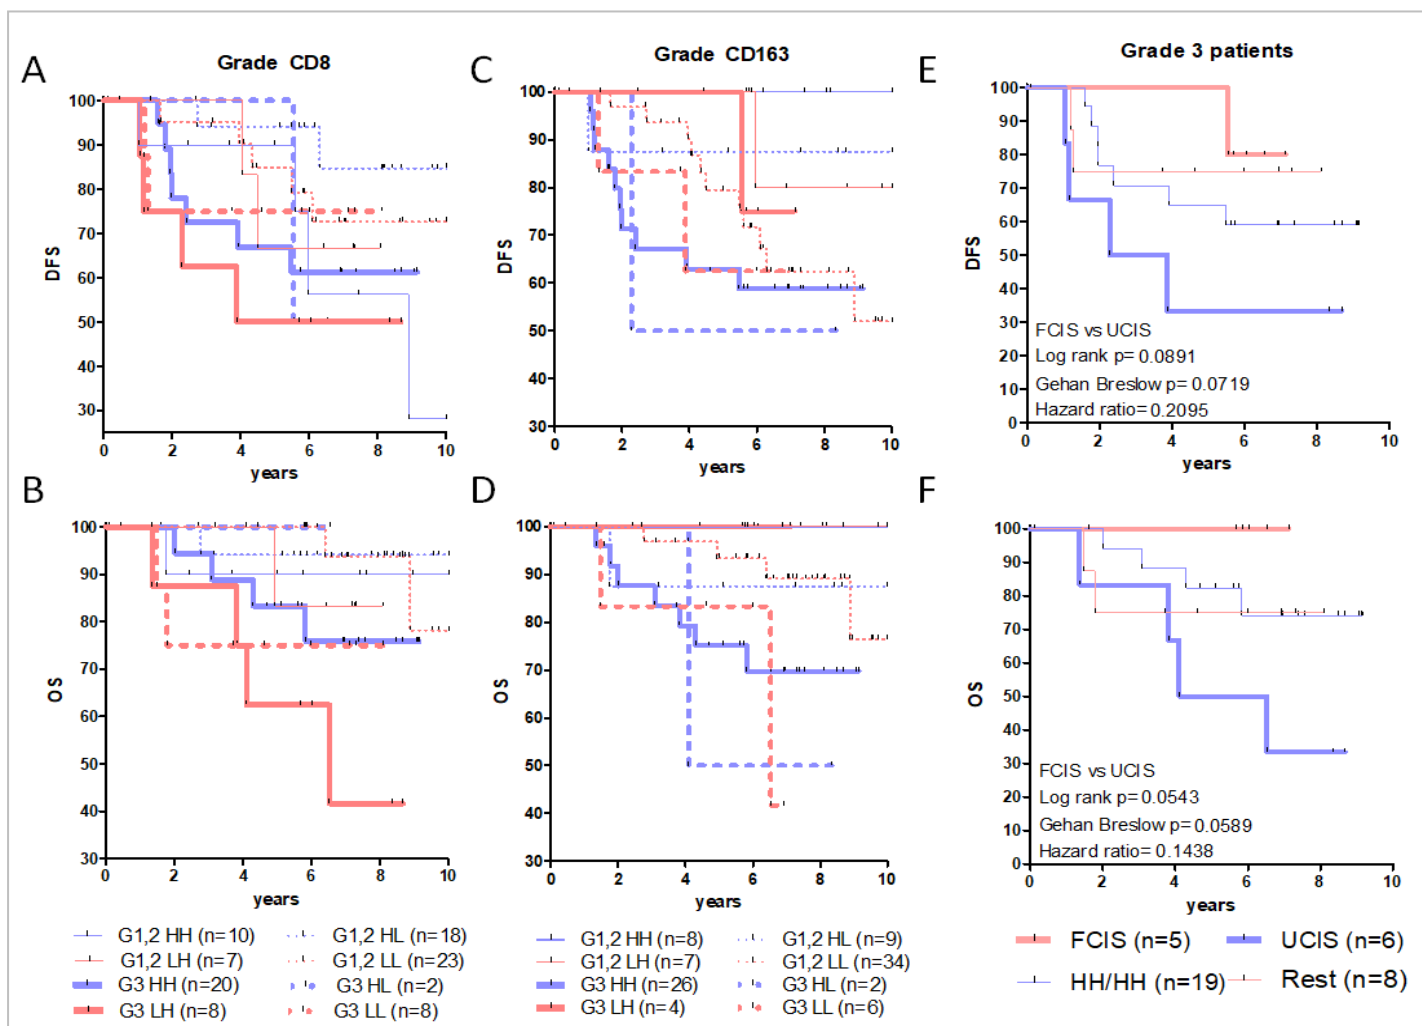 A
Grade CD8
100
90
80
70
60
50
40
30
DFS
0 2 4 6 8 10
years
B
100
90
80
70
60
50
40
30
OS
0 2 4 6 8 10
years
G1,2 HH (n=10)
G1,2 HL (n=18)
G1,2 LH (n=7)
G1,2 LL (n=23)
G3 HH (n=20)
G3 HL (n=2)
G3 LH (n=8)
G3 LL (n=8)
C
Grade CD163
100
90
80
70
60
50
40
30
DFS
0 2 4 6 8 10
years
D
100
90
80
70
60
50
40
30
OS
0 2 4 6 8 10
years
G1,2 HH (n=8)
G1,2 HL (n=9)
G1,2 LH (n=7)
G1,2 LL (n=34)
G3 HH (n=26)
G3 HL (n=2)
G3 LH (n=4)
G3 LL (n=6)
E
Grade 3 patients
100
90
80
70
60
50
40
30
20
10
0
DFS
FCIS vs UCIS
Log rank p= 0.0891
Gehan Breslow p= 0.0719
Hazard ratio= 0.2095
0 2 4 6 8 10
years
F
100
90
80
70
60
50
40
30
20
10
0
OS
FCIS vs UCIS
Log rank p= 0.0543
Gehan Breslow p= 0.0589
Hazard ratio= 0.1438
0 2 4 6 8 10
years
FCIS (n=5)
UCIS (n=6)
HH/HH (n=19)
Rest (n=8)